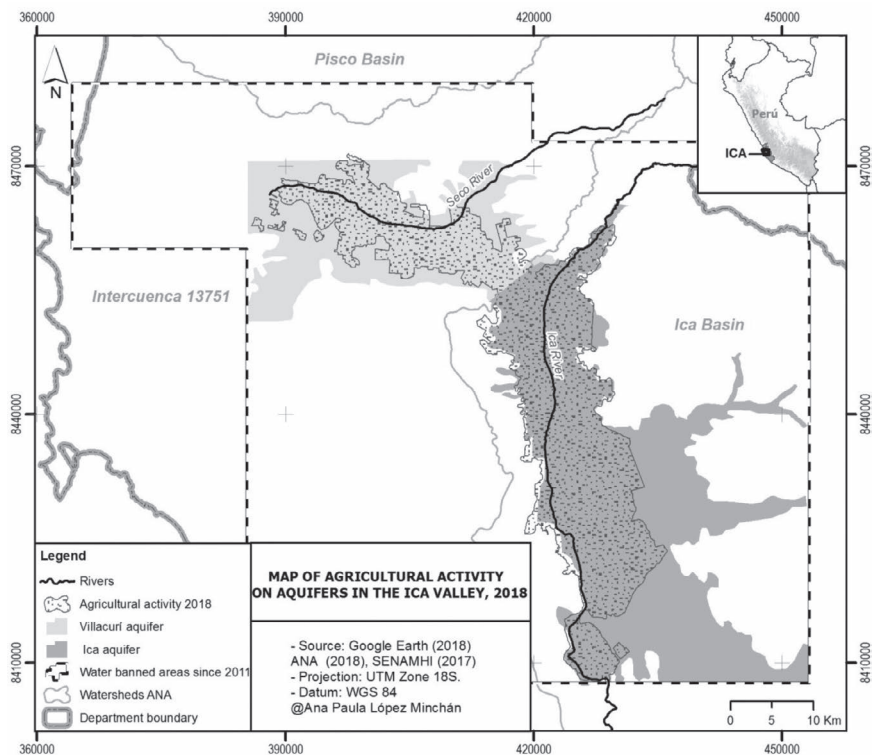 360000 390000 420000 450000
Pisco Basin
N
Perú
ICA
8470000
8470000
Seco River
Intercuenca 13751
Ica Basin
Ica River
8440000
8440000
Legend
Rivers
Agricultural activity 2018
Villacurí aquifer
Ica aquifer
Water banned areas since 2011
Watersheds ANA
Department boundary
MAP OF AGRICULTURAL ACTIVITY
ON AQUIFERS IN THE ICA VALLEY, 2018
- Source: Google Earth (2018)
ANA (2018), SENAMHI (2017)
- Projection: UTM Zone 18S.
- Datum: WGS 84
@Ana Paula López Minchán
8410000
8410000
0 5 10 Km
360000 390000 420000 450000